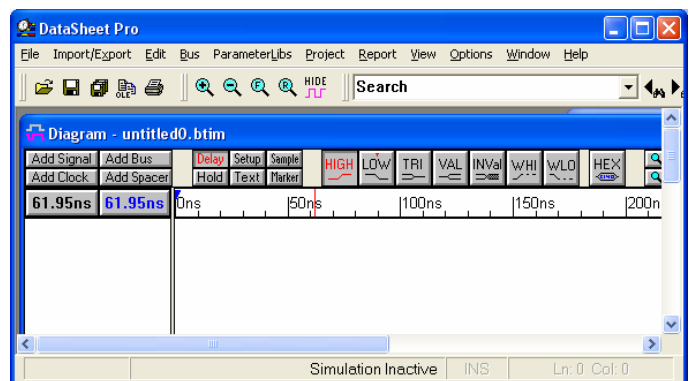 DataSheet Pro
File Import/Export Edit Bus ParameterLibs Project Report View Options Window Help
OLE HIDE Search
Diagram - untitled0.btim
Add Signal Add Bus Delay Setup Sample HIGH LOW TRI VAL INVal WHI WLO HEX
Add Clock Add Spacer Hold Text Marker
61.95ns 61.95ns 0ns 50ns 100ns 150ns 200n
Simulation Inactive INS Ln: 0 Col: 0